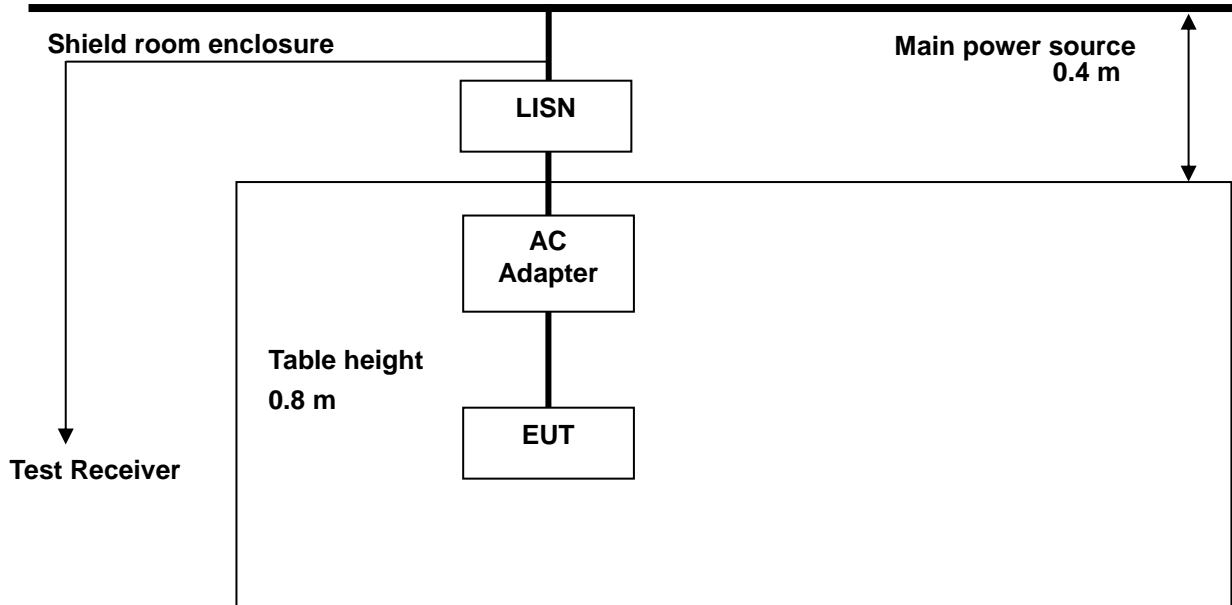 Shield room enclosure
Main power source
0.4 m
LISN
AC
Adapter
Table height
0.8 m
EUT
Test Receiver